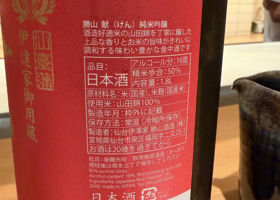 仙臺藩
伊達家御用蔵
勝山 献（けん）純米吟醸
酒造好適米の山田錦を丁寧に醸した
上品な香りとお米の旨味がきれいに
調和する味わい豊かな食中酒です
日本酒
アルコール分：16度
精米歩合：50％
内容量：1.8L
原料名：米（国産）、米麹（国産米）
使用米：山田錦100％
製造年月：枠外に記載
保存方法：常温（冷暗所保存）
製造者：仙台伊澤家 勝山酒造（株）
宮城県仙台市泉区福岡字二又25-1
お酒は20歳を過ぎてから
KEN Junmai Ginjo
日本酒